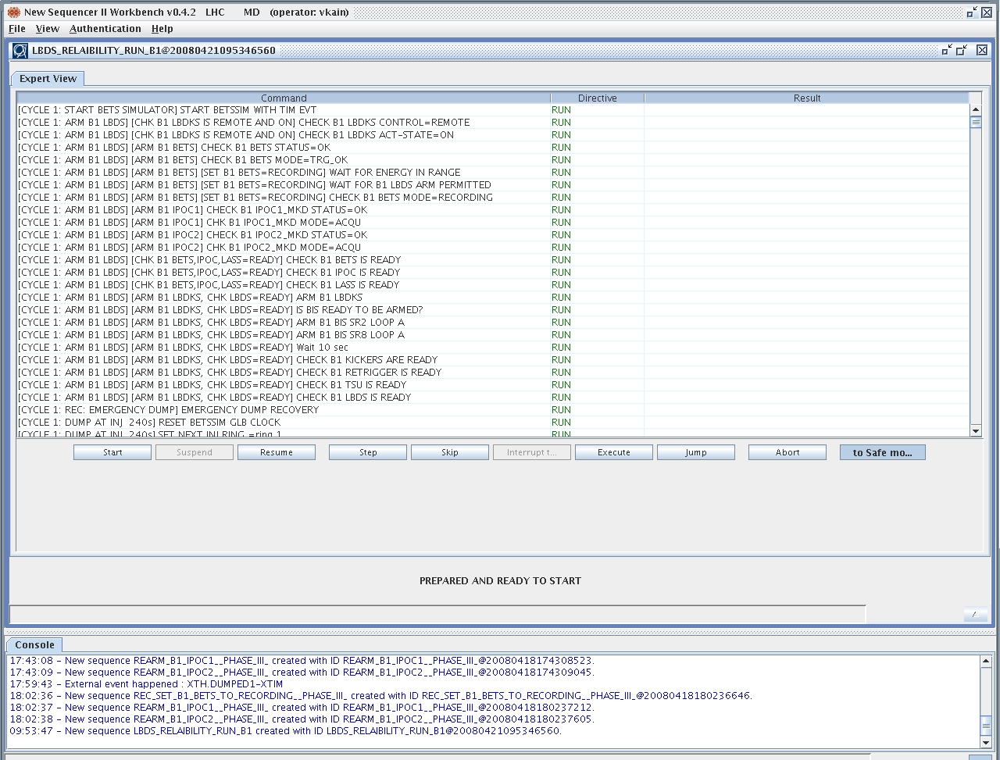 New Sequencer II Workbench v0.4.2 LHC MD (operator: vkain)
File View Authentication Help
LBDS_RELAIBILITY_RUN_B1@20080421095346560
Expert View
Command Directive Result
[CYCLE 1: START BETS SIMULATOR] START BETSSIM WITH TIM EVT RUN
[CYCLE 1: ARM B1 LBDS] [CHK B1 LBDKS IS REMOTE AND ON] CHECK B1 LBDKS CONTROL=REMOTE RUN
[CYCLE 1: ARM B1 LBDS] [CHK B1 LBDKS IS REMOTE AND ON] CHECK B1 LBDKS ACT-STATE=ON RUN
[CYCLE 1: ARM B1 LBDS] [ARM B1 BETS] CHECK B1 BETS STATUS=OK RUN
[CYCLE 1: ARM B1 LBDS] [ARM B1 BETS] CHECK B1 BETS MODE=TRG_OK RUN
[CYCLE 1: ARM B1 LBDS] [ARM B1 BETS] [SET B1 BETS=RECORDING] WAIT FOR ENERGY IN RANGE RUN
[CYCLE 1: ARM B1 LBDS] [ARM B1 BETS] [SET B1 BETS=RECORDING] WAIT FOR B1 LBDS ARM PERMITTED RUN
[CYCLE 1: ARM B1 LBDS] [ARM B1 BETS] [SET B1 BETS=RECORDING] CHECK B1 BETS MODE=RECORDING RUN
[CYCLE 1: ARM B1 LBDS] [ARM B1 IPOC1] CHECK B1 IPOC1_MKD STATUS=OK RUN
[CYCLE 1: ARM B1 LBDS] [ARM B1 IPOC1] CHK B1 IPOC1_MKD MODE=ACQU RUN
[CYCLE 1: ARM B1 LBDS] [ARM B1 IPOC2] CHECK B1 IPOC2_MKD STATUS=OK RUN
[CYCLE 1: ARM B1 LBDS] [ARM B1 IPOC2] CHK B1 IPOC2_MKD MODE=ACQU RUN
[CYCLE 1: ARM B1 LBDS] [CHK B1 BETS,IPOC,LASS=READY] CHECK B1 BETS IS READY RUN
[CYCLE 1: ARM B1 LBDS] [CHK B1 BETS,IPOC,LASS=READY] CHECK B1 IPOC IS READY RUN
[CYCLE 1: ARM B1 LBDS] [CHK B1 BETS,IPOC,LASS=READY] CHECK B1 LASS IS READY RUN
[CYCLE 1: ARM B1 LBDS] [ARM B1 LBDKS, CHK LBDS=READY] ARM B1 LBDKS RUN
[CYCLE 1: ARM B1 LBDS] [ARM B1 LBDKS, CHK LBDS=READY] IS BIS READY TO BE ARMED? RUN
[CYCLE 1: ARM B1 LBDS] [ARM B1 LBDKS, CHK LBDS=READY] ARM B1 BIS SR2 LOOP A RUN
[CYCLE 1: ARM B1 LBDS] [ARM B1 LBDKS, CHK LBDS=READY] ARM B1 BIS SR8 LOOP A RUN
[CYCLE 1: ARM B1 LBDS] [ARM B1 LBDKS, CHK LBDS=READY] Wait 10 sec RUN
[CYCLE 1: ARM B1 LBDS] [ARM B1 LBDKS, CHK LBDS=READY] CHECK B1 KICKERS ARE READY RUN
[CYCLE 1: ARM B1 LBDS] [ARM B1 LBDKS, CHK LBDS=READY] CHECK B1 RETRIGGER IS READY RUN
[CYCLE 1: ARM B1 LBDS] [ARM B1 LBDKS, CHK LBDS=READY] CHECK B1 TSU IS READY RUN
[CYCLE 1: ARM B1 LBDS] [ARM B1 LBDKS, CHK LBDS=READY] CHECK B1 LBDS IS READY RUN
[CYCLE 1: REC: EMERGENCY DUMP] EMERGENCY DUMP RECOVERY RUN
[CYCLE 1: DUMP AT INJ 240s] RESET BETSSIM GLB CLOCK RUN
[CYCLE 1: DUMP AT INJ 240s] SET NEXT INJ RING =ring 1 RUN
Start Suspend Resume Step Skip Interrupt t... Execute Jump Abort to Safe mo...
PREPARED AND READY TO START
Console
17:43:08 - New sequence REARM_B1_IPOC1__PHASE_III_ created with ID REARM_B1_IPOC1__PHASE_III_@20080418174308523.
17:43:09 - New sequence REARM_B1_IPOC2__PHASE_III_ created with ID REARM_B1_IPOC2__PHASE_III_@20080418174309045.
17:59:43 - External event happened : XTH.DUMPED1-XTIM
18:02:36 - New sequence REC_SET_B1_BETS_TO_RECORDING__PHASE_III_ created with ID REC_SET_B1_BETS_TO_RECORDING__PHASE_III_@20080418180236646.
18:02:37 - New sequence REARM_B1_IPOC1__PHASE_III_ created with ID REARM_B1_IPOC1__PHASE_III_@20080418180237212.
18:02:38 - New sequence REARM_B1_IPOC2__PHASE_III_ created with ID REARM_B1_IPOC2__PHASE_III_@20080418180237605.
09:53:47 - New sequence LBDS_RELAIBILITY_RUN_B1 created with ID LBDS_RELAIBILITY_RUN_B1@20080421095346560.